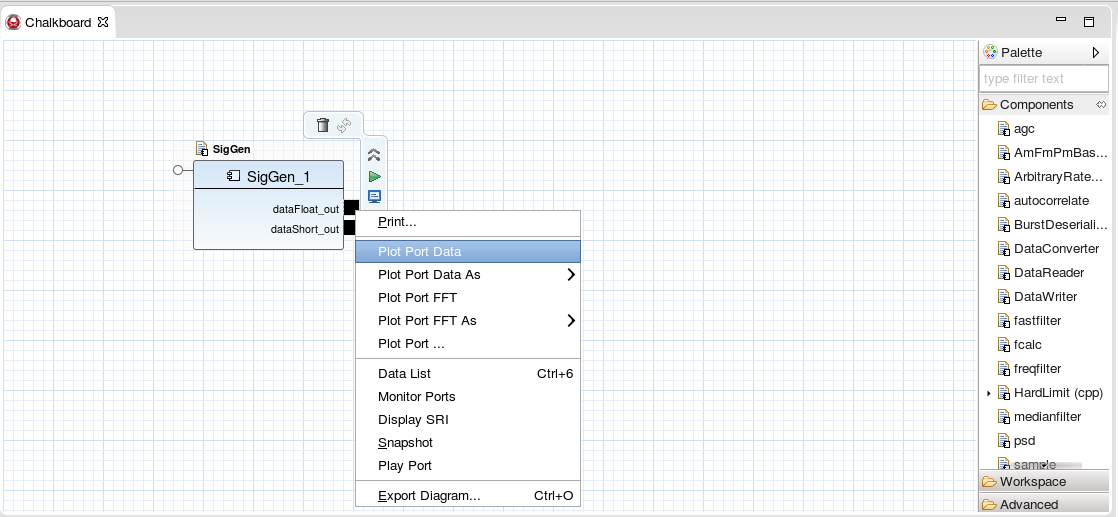 Chalkboard
Palette
type filter text
Components
agc
AmFmPmBas...
ArbitraryRate...
autocorrelate
BurstDeseriali...
DataConverter
DataReader
DataWriter
fastfilter
fcalc
freqfilter
HardLimit (cpp)
medianfilter
psd
sample
Workspace
Advanced
SigGen
SigGen_1
dataFloat_out
dataShort_out
Print...
Plot Port Data
Plot Port Data As
Plot Port FFT
Plot Port FFT As
Plot Port ...
Data List Ctrl+6
Monitor Ports
Display SRI
Snapshot
Play Port
Export Diagram... Ctrl+O